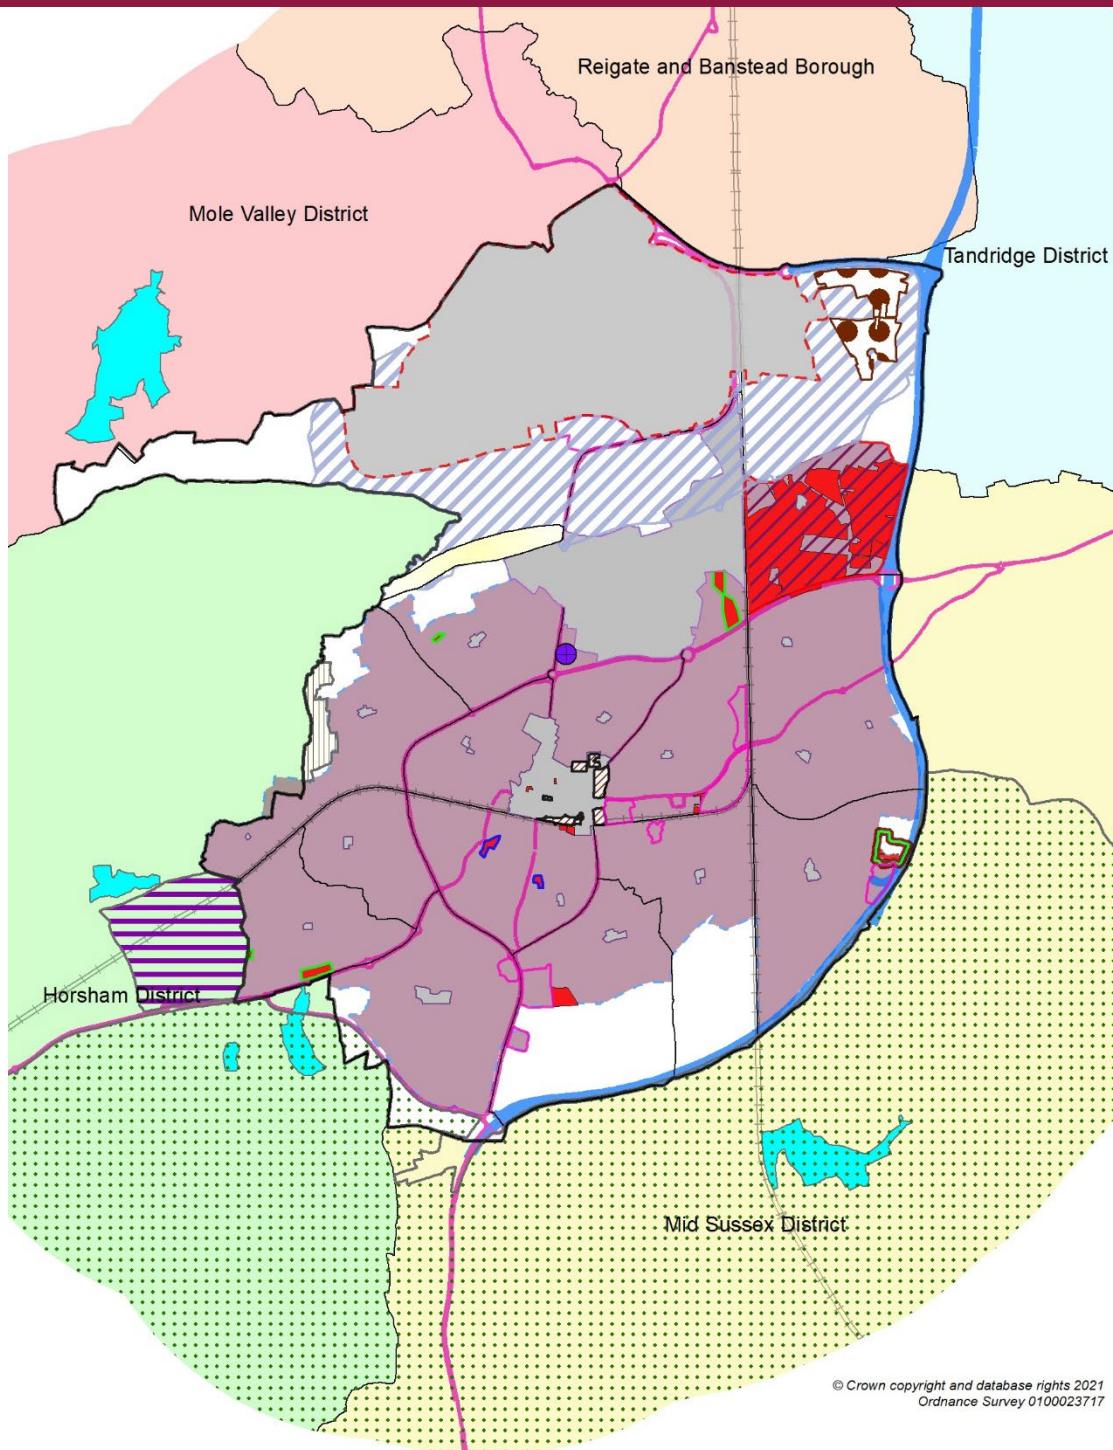 Reigate and Banstead Borough
Mole Valley District
Tandridge District
Horsham District
Mid Sussex District
© Crown copyright and database rights 2021
Ordnance Survey 0100023717